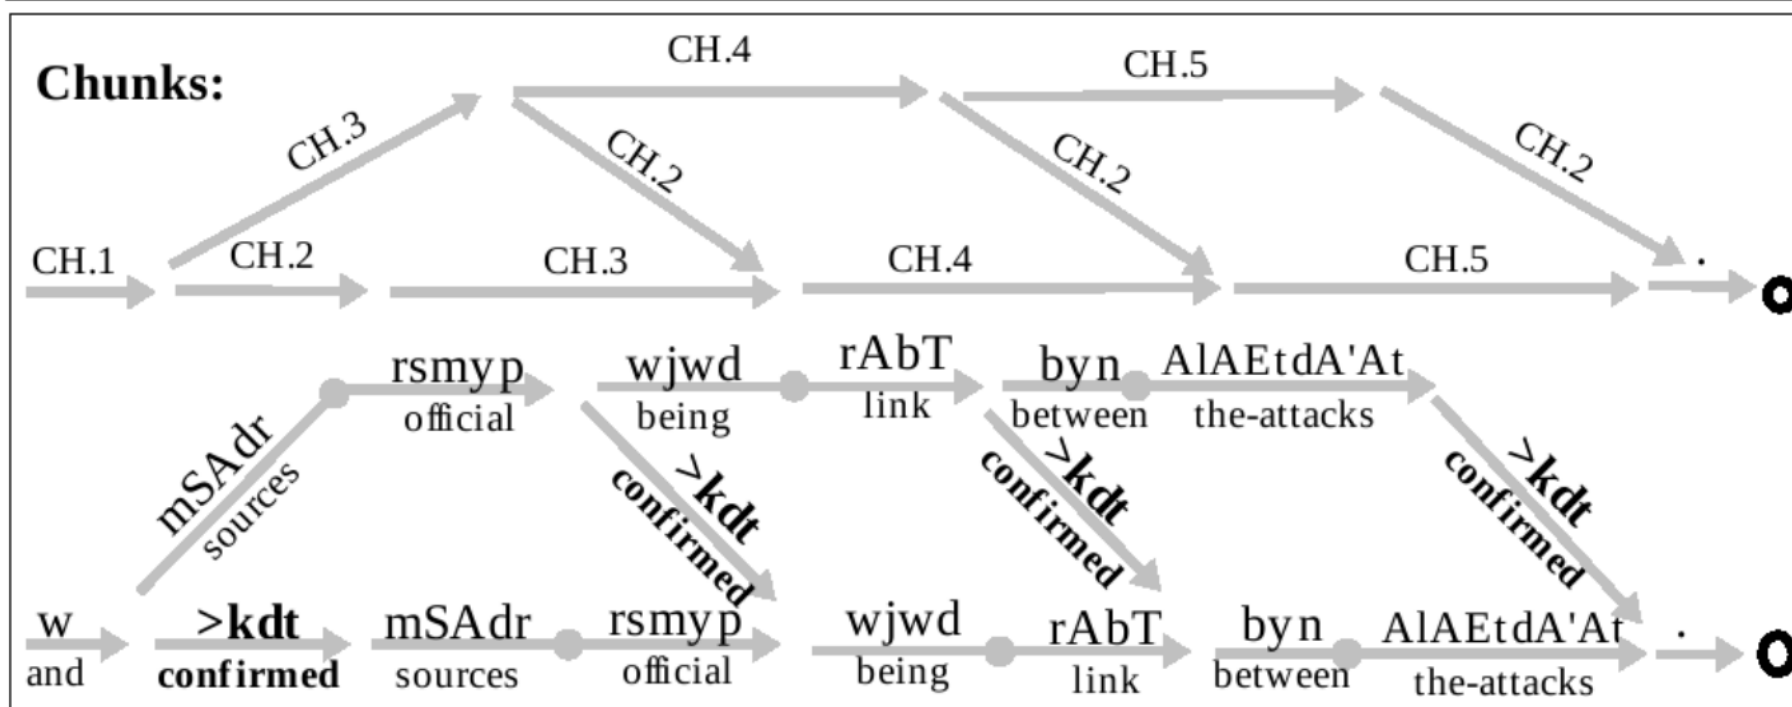 CH.4
CH.5
Chunks:
CH.3
CH.2
CH.2
CH.2
CH.1
CH.2
CH.3
CH.4
CH.5
.
rsmyp
wjwd
rAbT
byn
AlAEtdA'At
official
being
link
between
the-attacks
mSAdr
sources
>kdt
confirmed
>kdt
confirmed
>kdt
confirmed
w
>kdt
mSAdr
rsmyp
wjwd
rAbT
byn
AlAEtdA'At
.
and
confirmed
sources
official
being
link
between
the-attacks